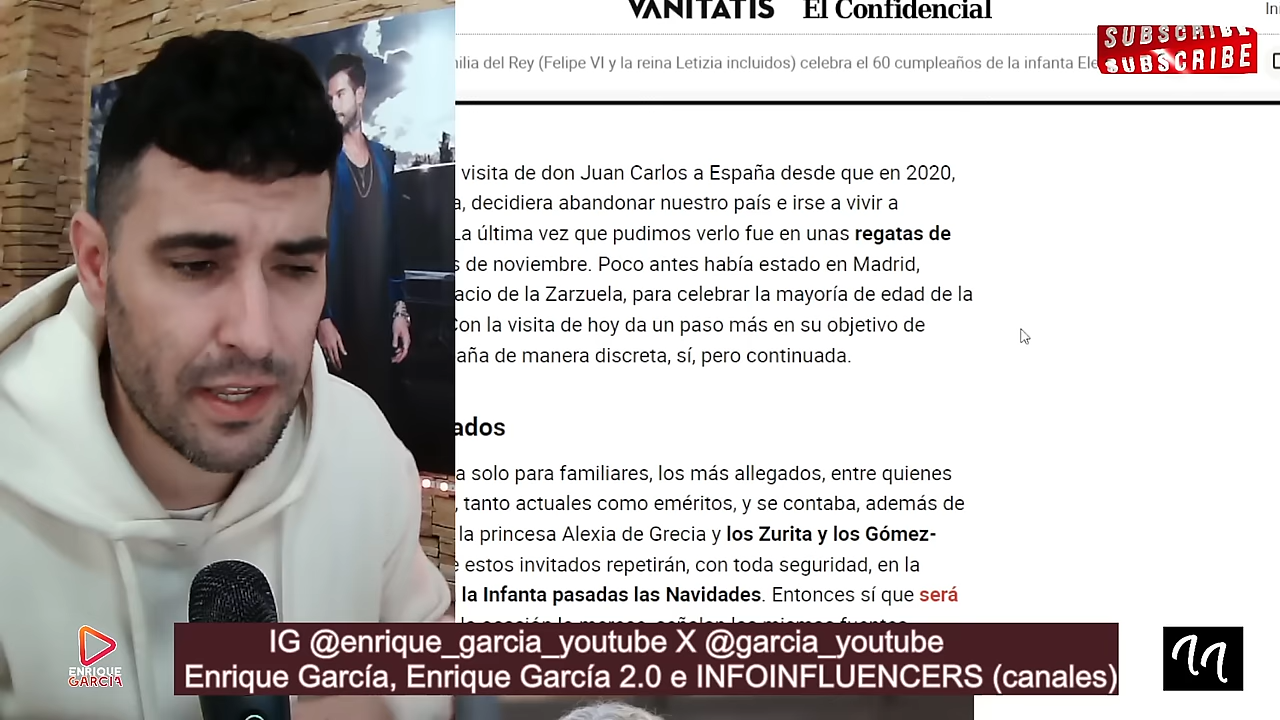 VANITATIS El Confidencial
SUBSCRIBE
SUBSCRIBE
milia del Rey (Felipe VI y la reina Letizia incluidos) celebra el 60 cumpleaños de la infanta Ele
visita de don Juan Carlos a España desde que en 2020,
a, decidiera abandonar nuestro país e irse a vivir a
La última vez que pudimos verlo fue en unas regatas de
s de noviembre. Poco antes había estado en Madrid,
acio de la Zarzuela, para celebrar la mayoría de edad de la
Con la visita de hoy da un paso más en su objetivo de
aña de manera discreta, sí, pero continuada.
ados
a solo para familiares, los más allegados, entre quienes
, tanto actuales como eméritos, y se contaba, además de
la princesa Alexia de Grecia y los Zurita y los Gómez-
e estos invitados repetirán, con toda seguridad, en la
la Infanta pasadas las Navidades. Entonces sí que será
IG @enrique_garcia_youtube X @garcia_youtube
Enrique García, Enrique García 2.0 e INFOINFLUENCERS (canales)
ENRIQUE
GARCÍA